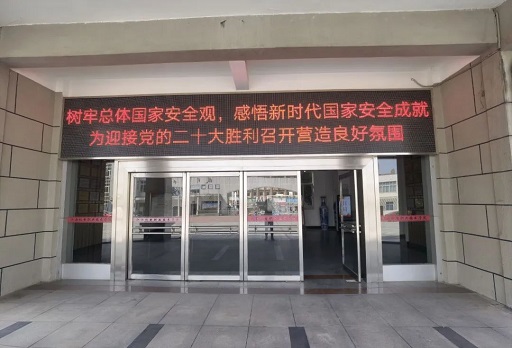 树牢总体国家安全观，感悟新时代国家安全成就
为迎接党的二十大胜利召开营造良好氛围